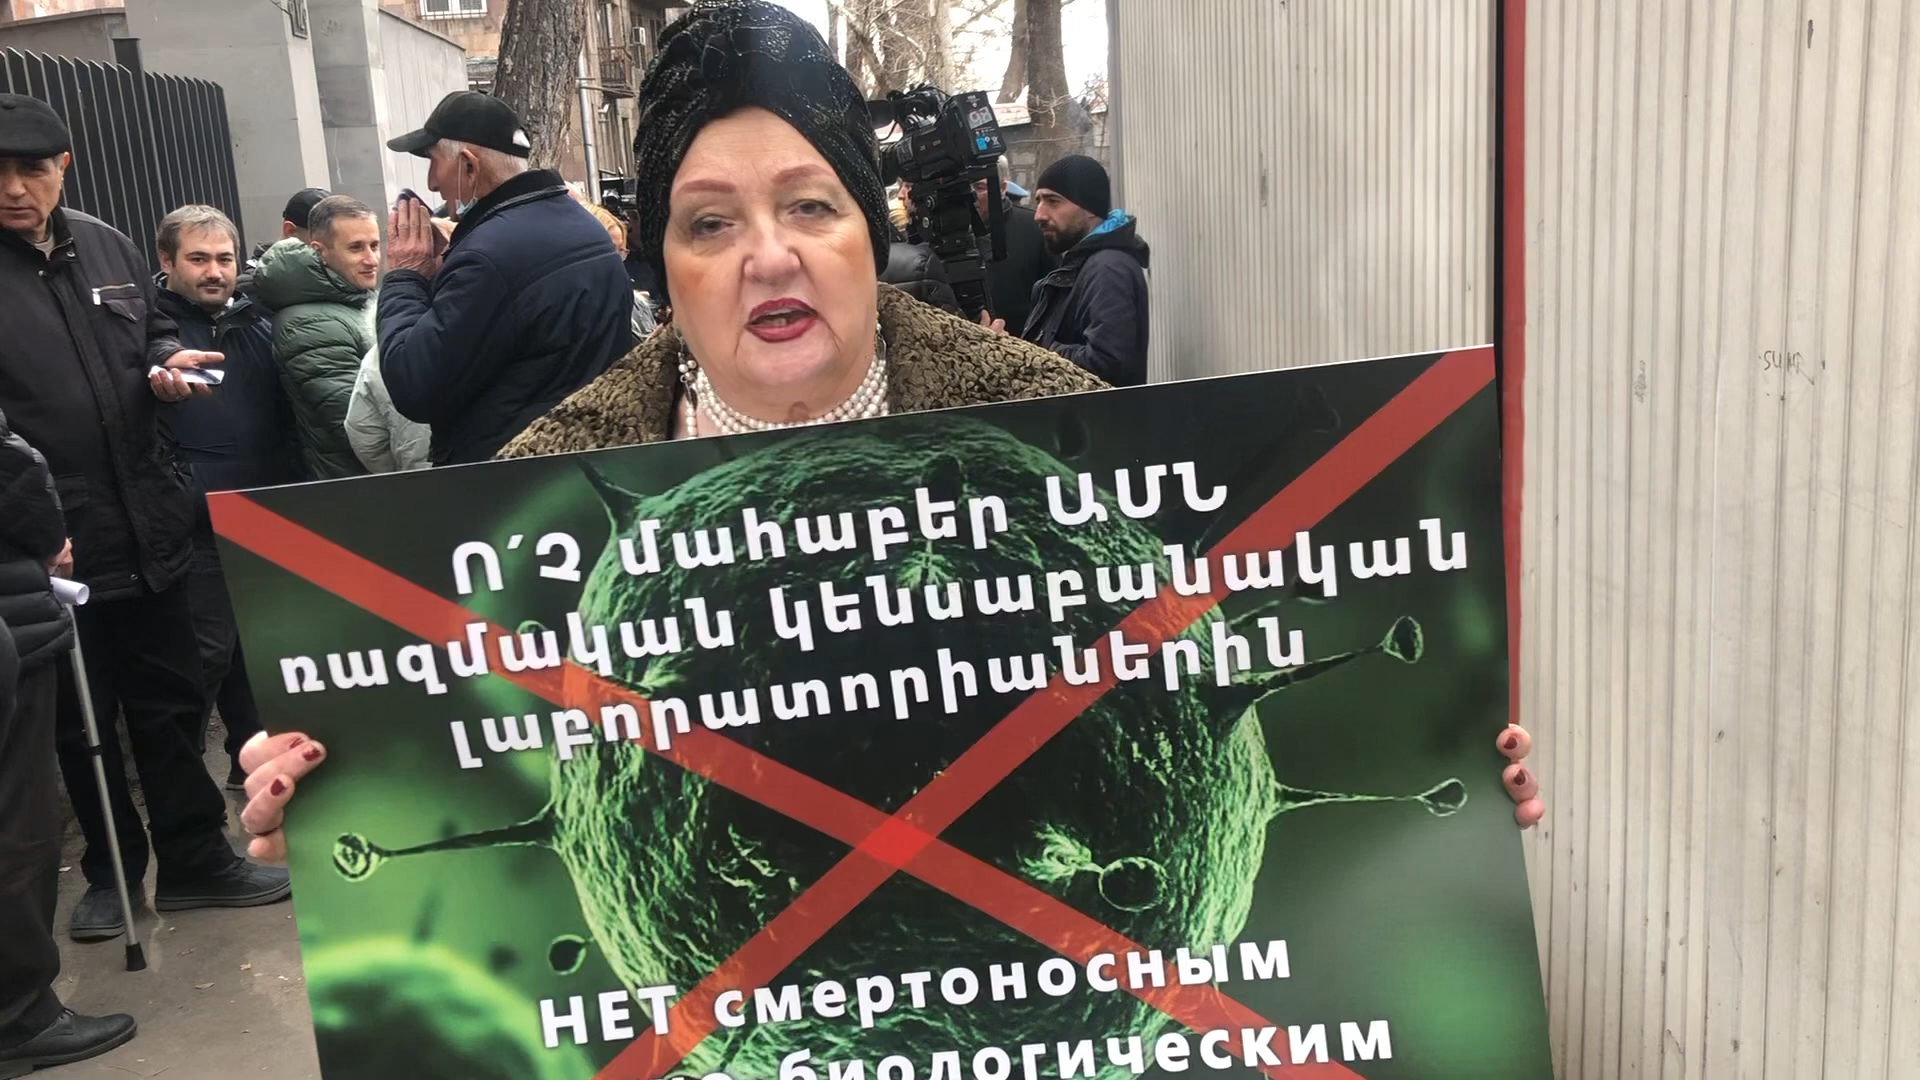 Ո՛Չ մահաբեր ԱՄՆ
ռազմական կենսաբանական
լաբորատորիաներին
НЕТ смертоносным
биологическим